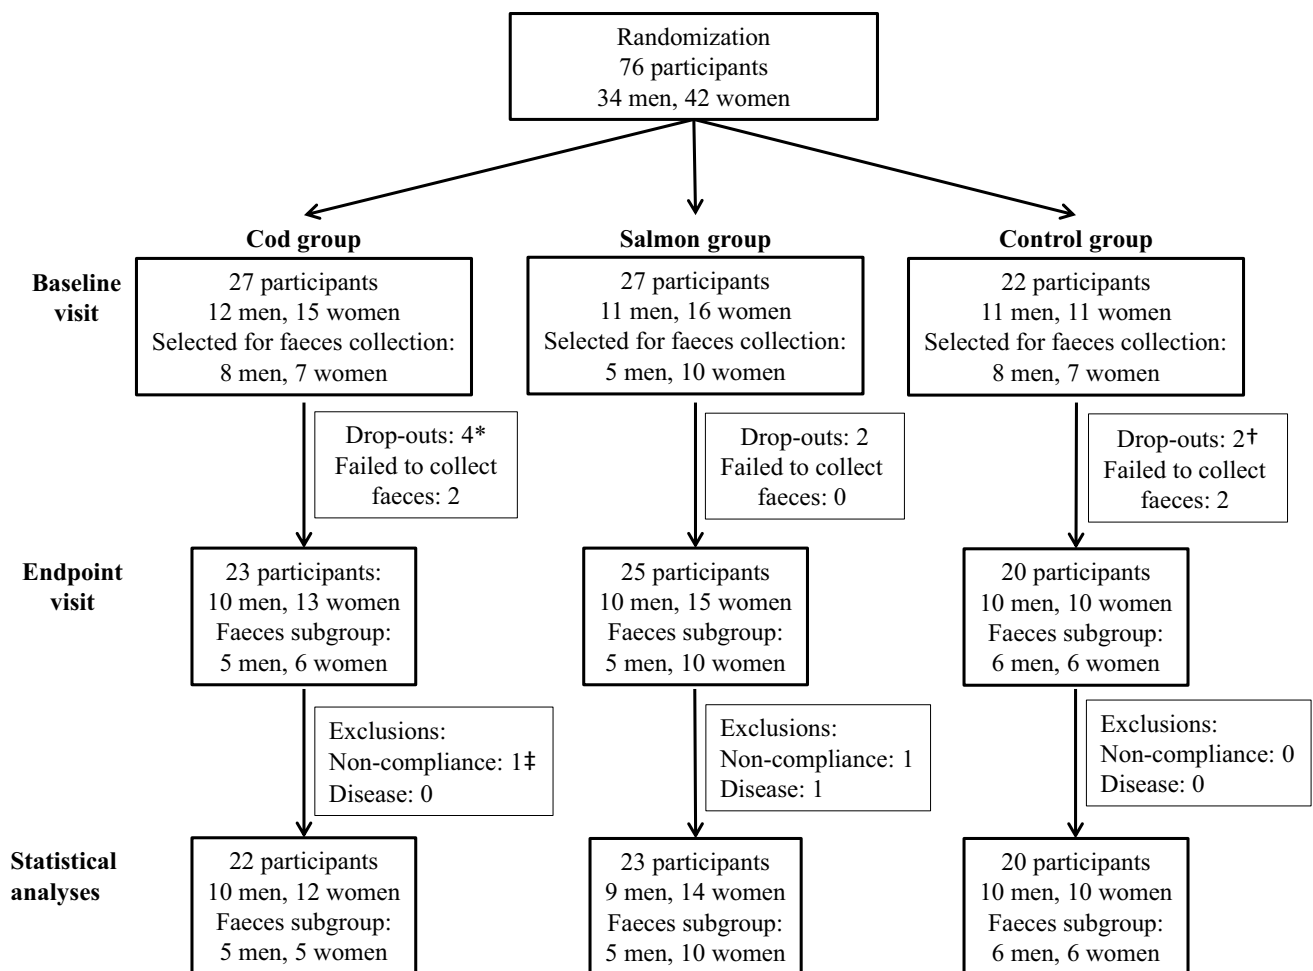 Randomization
76 participants
34 men, 42 women
Cod group
Salmon group
Control group
Baseline
visit
27 participants
12 men, 15 women
Selected for faeces collection:
8 men, 7 women
27 participants
11 men, 16 women
Selected for faeces collection:
5 men, 10 women
22 participants
11 men, 11 women
Selected for faeces collection:
8 men, 7 women
Drop-outs: 4*
Failed to collect
faeces: 2
Drop-outs: 2
Failed to collect
faeces: 0
Drop-outs: 2†
Failed to collect
faeces: 2
Endpoint
visit
23 participants:
10 men, 13 women
Faeces subgroup:
5 men, 6 women
25 participants
10 men, 15 women
Faeces subgroup:
5 men, 10 women
20 participants
10 men, 10 women
Faeces subgroup:
6 men, 6 women
Exclusions:
Non-compliance: 1‡
Disease: 0
Exclusions:
Non-compliance: 1
Disease: 1
Exclusions:
Non-compliance: 0
Disease: 0
Statistical
analyses
22 participants
10 men, 12 women
Faeces subgroup:
5 men, 5 women
23 participants
9 men, 14 women
Faeces subgroup:
5 men, 10 women
20 participants
10 men, 10 women
Faeces subgroup:
6 men, 6 women